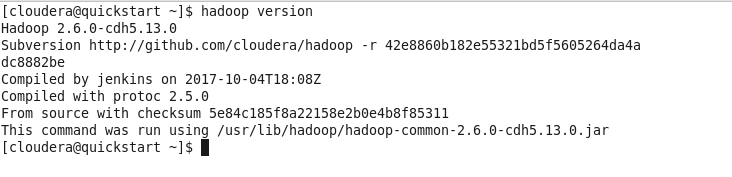 [cloudera@quickstart ~]$ hadoop version
Hadoop 2.6.0-cdh5.13.0
Subversion http://github.com/cloudera/hadoop -r 42e8860b182e55321bd5f5605264da4a
dc8882be
Compiled by jenkins on 2017-10-04T18:08Z
Compiled with protoc 2.5.0
From source with checksum 5e84c185f8a22158e2b0e4b8f85311
This command was run using /usr/lib/hadoop/hadoop-common-2.6.0-cdh5.13.0.jar
[cloudera@quickstart ~]$